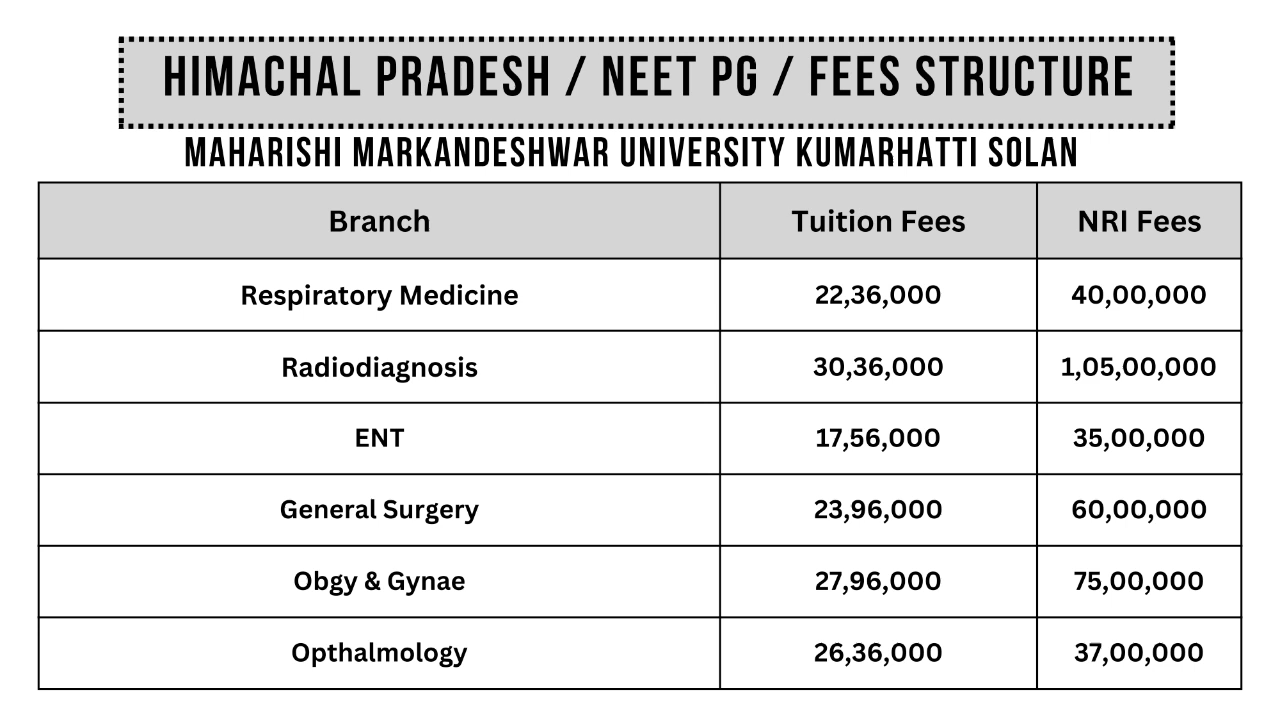 HIMACHAL PRADESH / NEET PG / FEES STRUCTURE
MAHARISHI MARKANDESHWAR UNIVERSITY KUMARHATTI SOLAN
Branch Tuition Fees NRI Fees
Respiratory Medicine 22,36,000 40,00,000
Radiodiagnosis 30,36,000 1,05,00,000
ENT 17,56,000 35,00,000
General Surgery 23,96,000 60,00,000
Obgy & Gynae 27,96,000 75,00,000
Opthalmology 26,36,000 37,00,000